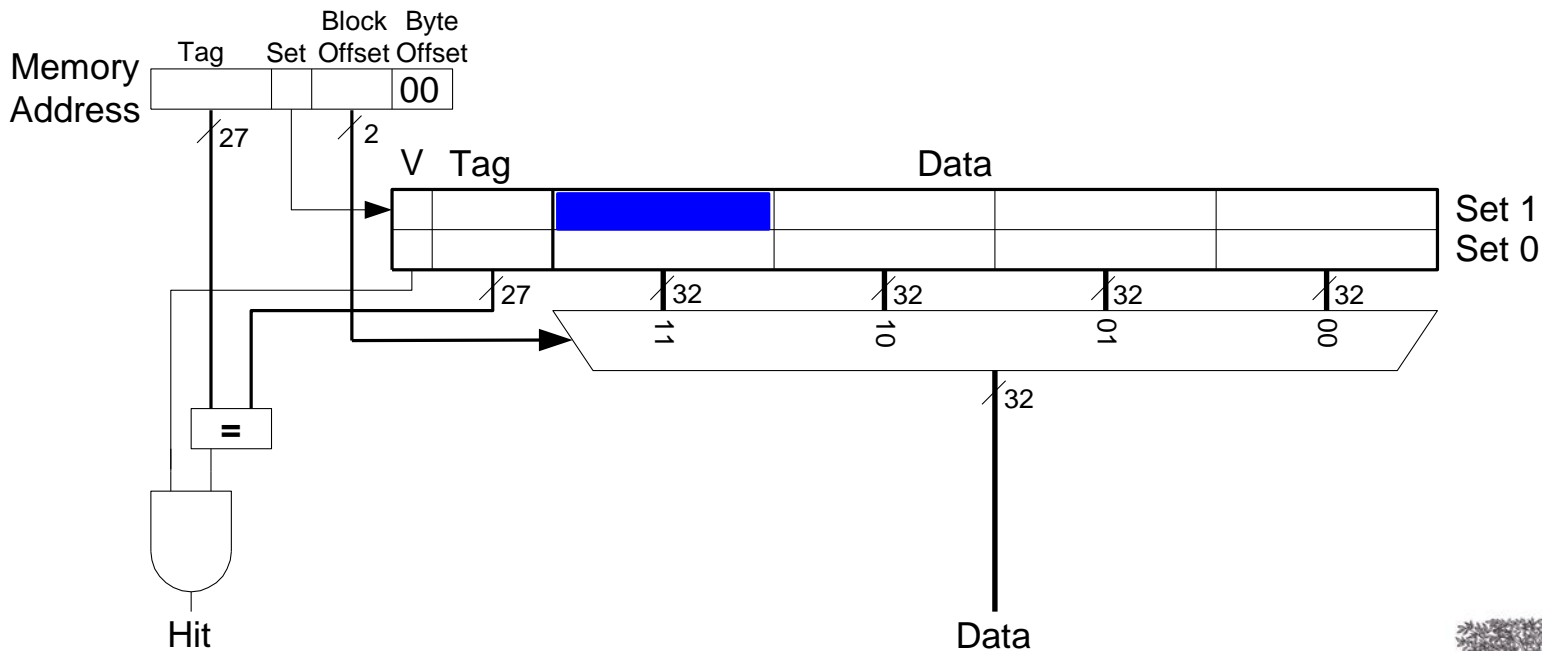 Block Byte
Tag Set Offset Offset
Memory
Address
00
27
2
V Tag Data
Set 1
Set 0
27 32 32 32 32
11 10 01 00
32
=
Hit Data